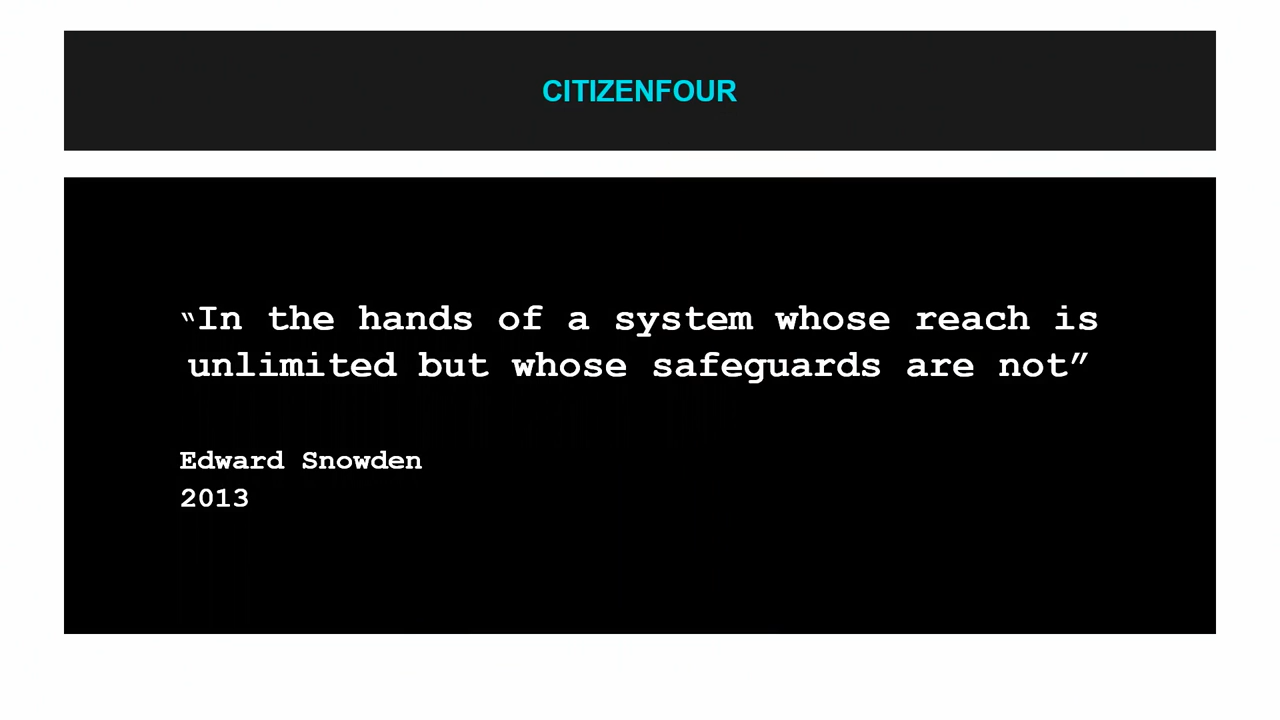 CITIZENFOUR
“In the hands of a system whose reach is
unlimited but whose safeguards are not”
Edward Snowden
2013